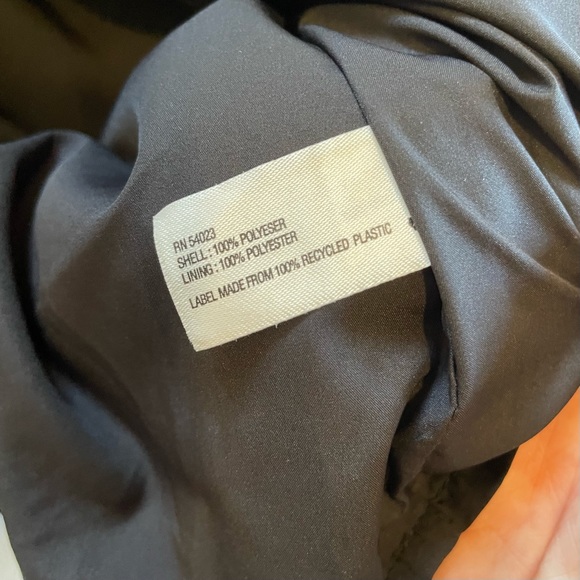 RN 54023
SHELL : 100% POLYESER
LINING : 100% POLYESTER
LABEL MADE FROM 100% RECYCLED PLASTIC